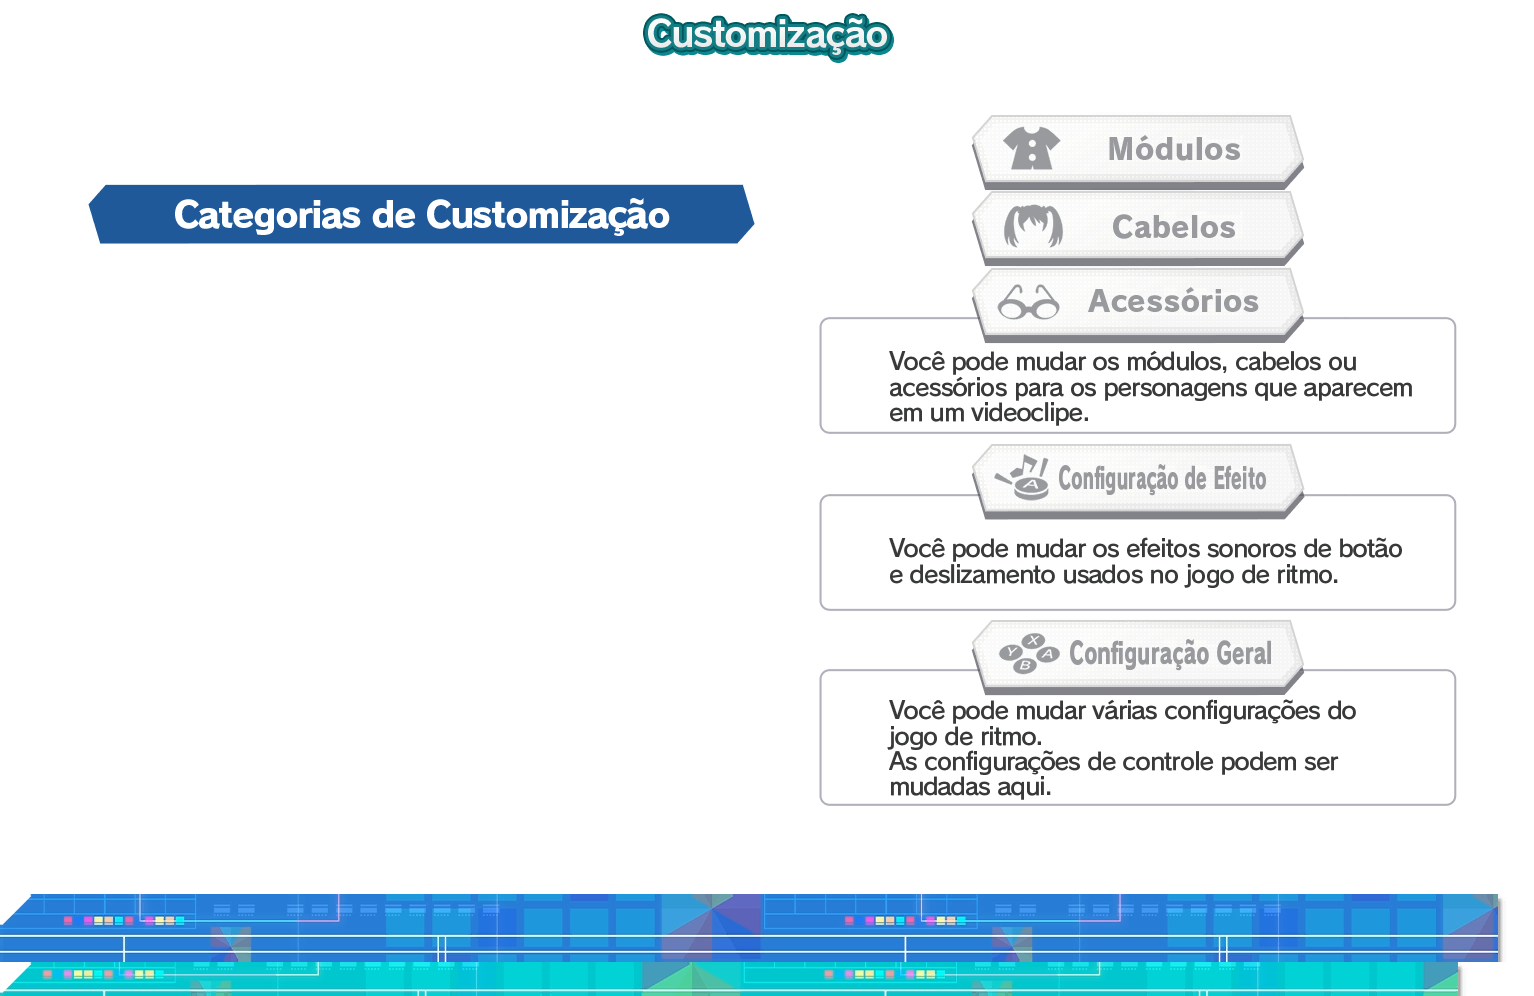 Customização
Categorias de Customização
Módulos
Cabelos
Acessórios
Você pode mudar os módulos, cabelos ou
acessórios para os personagens que aparecem
em um videoclipe.
A
Configuração de Efeito
Você pode mudar os efeitos sonoros de botão
e deslizamento usados no jogo de ritmo.
X
Y A
B
Configuração Geral
Você pode mudar várias configurações do
jogo de ritmo.
As configurações de controle podem ser
mudadas aqui.